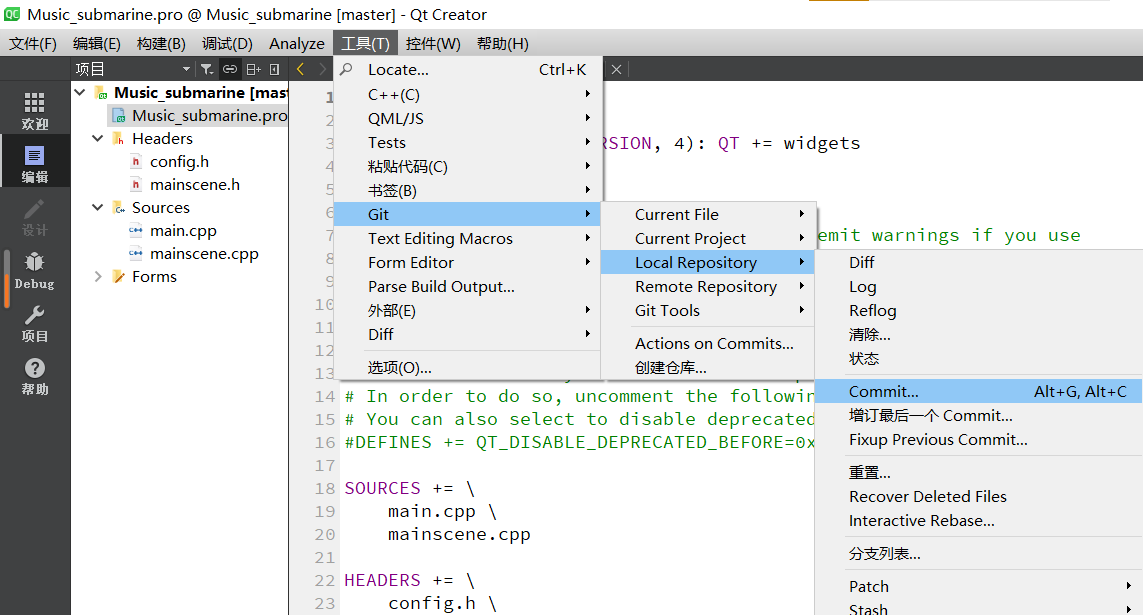 Music_submarine.pro @ Music_submarine [master] - Qt Creator
文件(F) 编辑(E) 构建(B) 调试(D) Analyze 工具(T) 控件(W) 帮助(H)
项目
欢迎
编辑
设计
Debug
项目
帮助
Music_submarine [mast
Music_submarine.pro
Headers
config.h
mainscene.h
Sources
main.cpp
mainscene.cpp
Forms
Locate... Ctrl+K
C++(C)
QML/JS
Tests
粘贴代码(C)
书签(B)
Git
Text Editing Macros
Form Editor
Parse Build Output...
外部(E)
Diff
选项(O)...
Current File
Current Project
Local Repository
Remote Repository
Git Tools
Actions on Commits...
创建仓库...
Diff
Log
Reflog
清除...
状态
Commit... Alt+G, Alt+C
增订最后一个 Commit...
Fixup Previous Commit...
重置...
Recover Deleted Files
Interactive Rebase...
分支列表...
Patch
Stash
1
2
3 RSION, 4): QT += widgets
4
5
6
7 emit warnings if you use
8
9
10
11
12
13
14 # In order to do so, uncomment the followin
15 # You can also select to disable deprecated
16 #DEFINES += QT_DISABLE_DEPRECATED_BEFORE=0x
17
18 SOURCES += \
19 main.cpp \
20 mainscene.cpp
21
22 HEADERS += \
23 config.h \